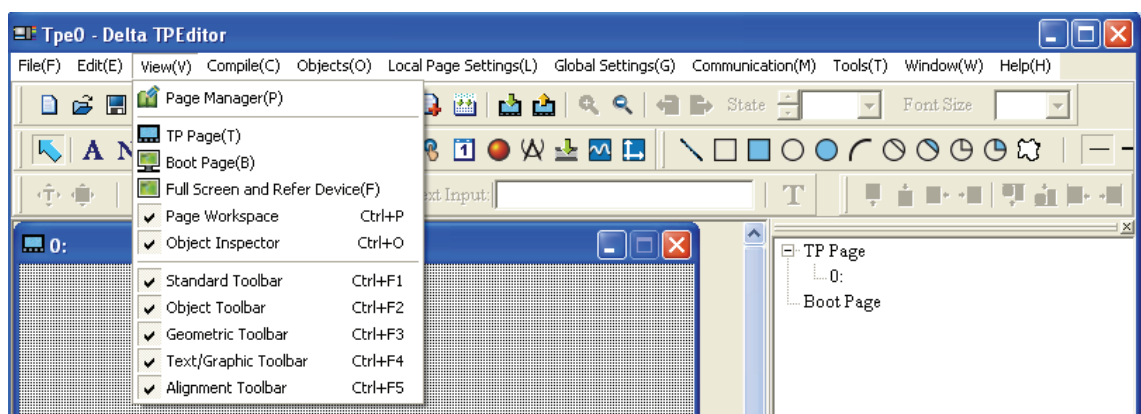 Tpe0 - Delta TPEditor
File(F) Edit(E) View(V) Compile(C) Objects(O) Local Page Settings(L) Global Settings(G) Communication(M) Tools(T) Window(W) Help(H)
Page Manager(P)
State Font Size
TP Page(T)
A N 1
Boot Page(B)
Full Screen and Refer Device(F)
Input: T
Page Workspace Ctrl+P
Object Inspector Ctrl+O
0:
TP Page
0:
Boot Page
Standard Toolbar Ctrl+F1
Object Toolbar Ctrl+F2
Geometric Toolbar Ctrl+F3
Text/Graphic Toolbar Ctrl+F4
Alignment Toolbar Ctrl+F5